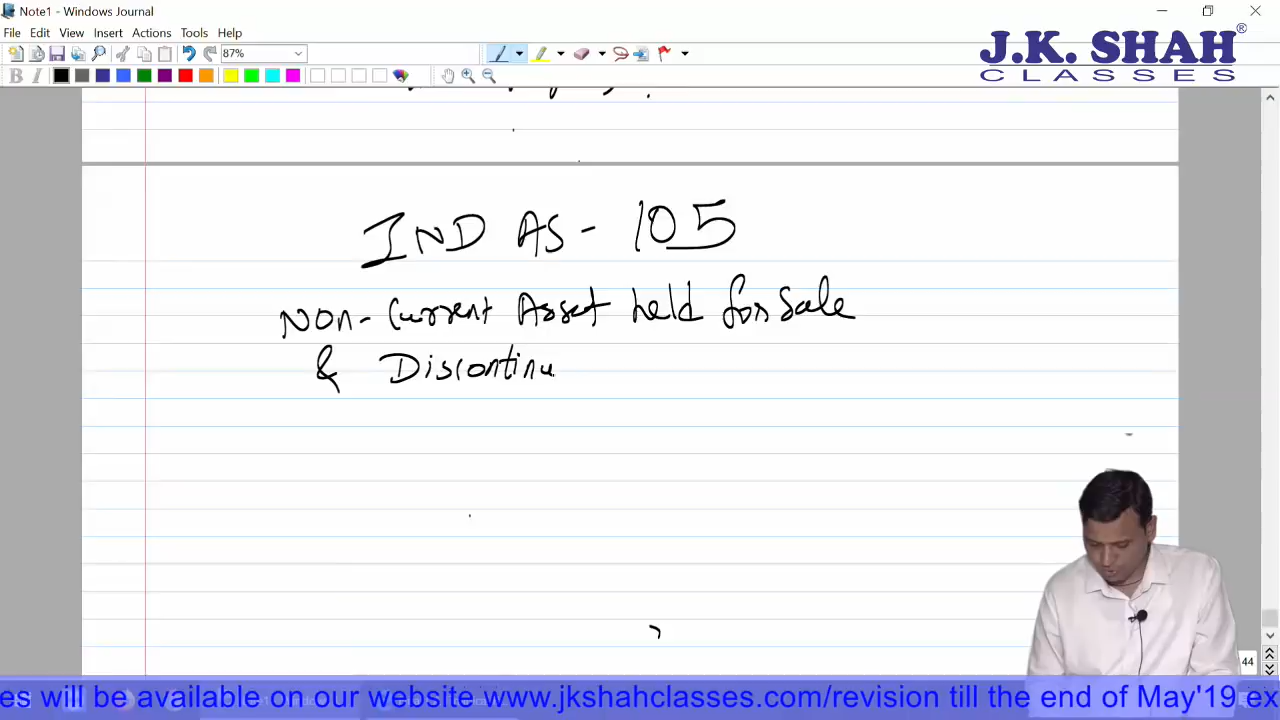 Note1 - Windows Journal
File Edit View Insert Actions Tools Help
87%
J.K. SHAH®
CLASSES
IND AS - 105
Non-Current Asset held for Sale
& Discontinu
44
es will be available on our website www.jkshahclasses.com/revision till the end of May'19 ex